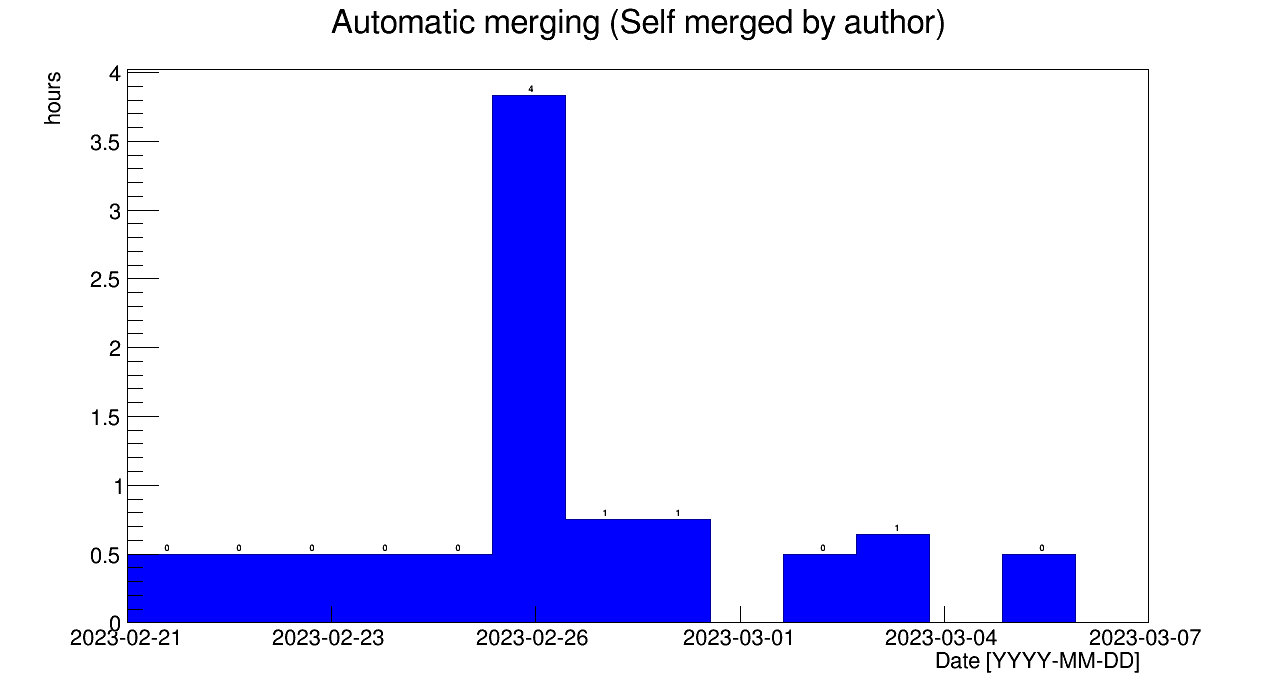 Automatic merging (Self merged by author)
hours
4
3.5
3
2.5
2
1.5
1
0.5
0
0 0 0 0 0 4 1 1 0 1 0
2023-02-21 2023-02-23 2023-02-26 2023-03-01 2023-03-04 2023-03-07
Date [YYYY-MM-DD]